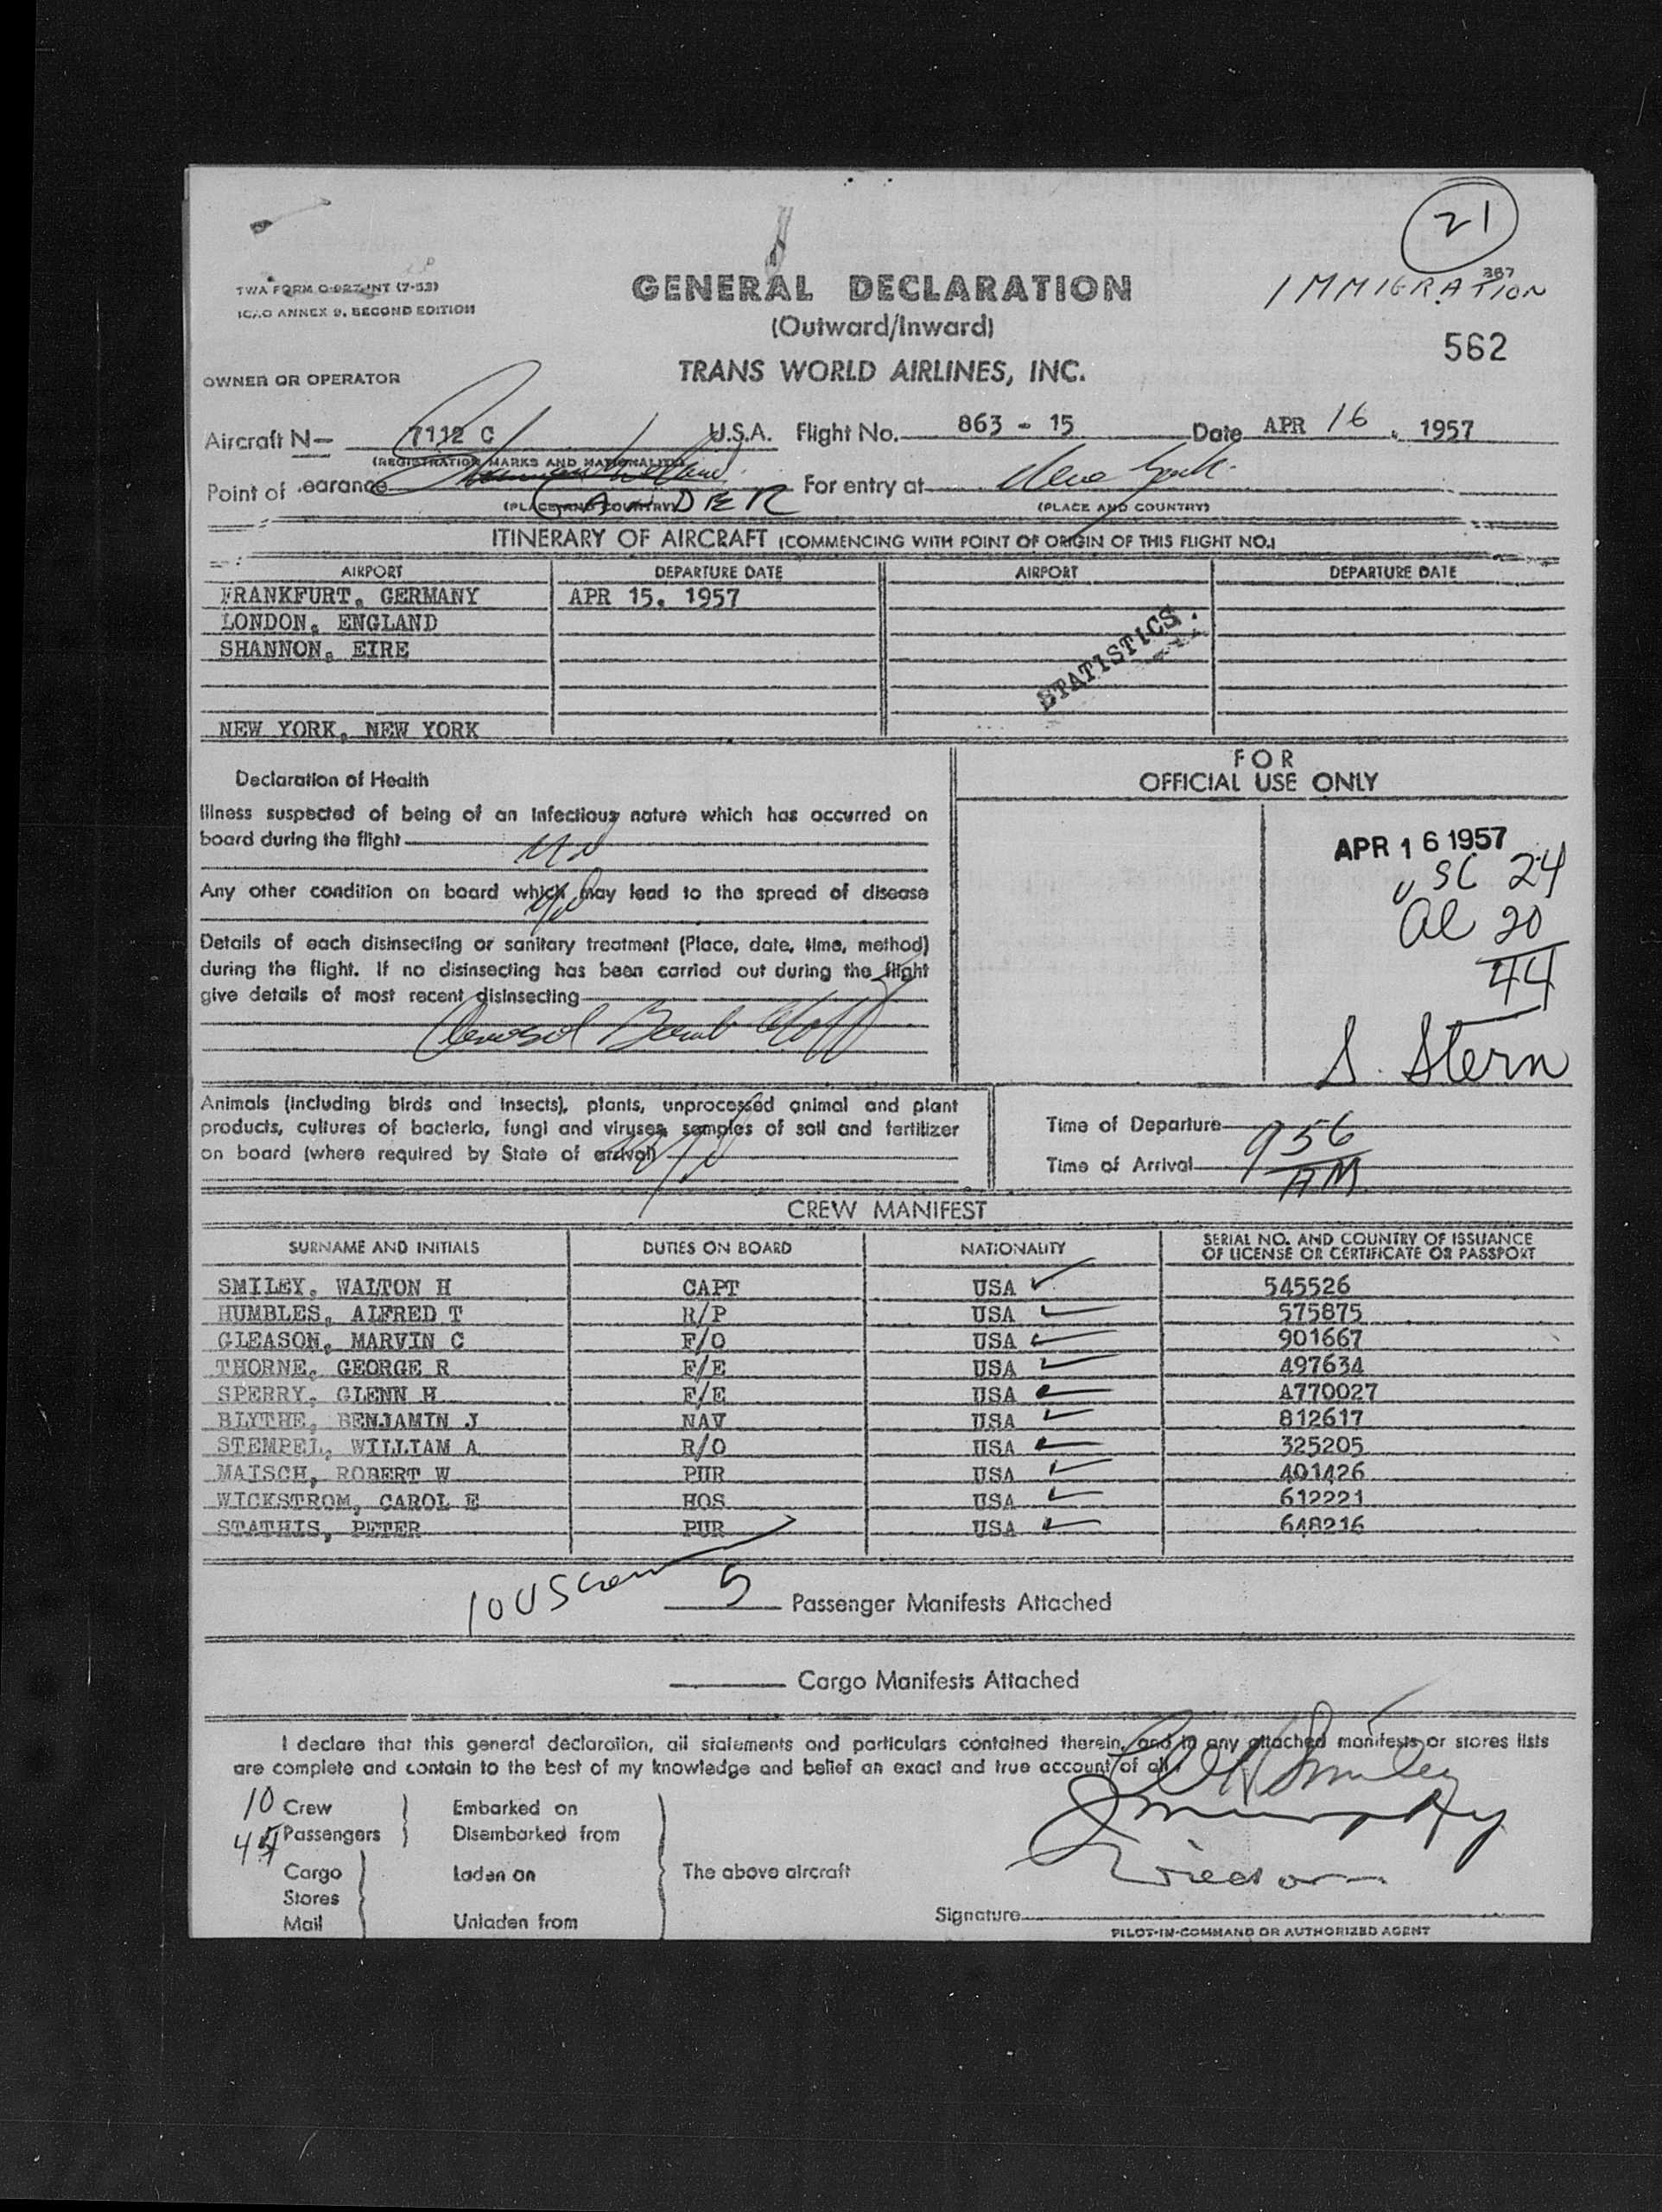 21
TWA FORM O-927-INT (7-53)
ICAO ANNEX 9, SECOND EDITION
GENERAL DECLARATION
(Outward/Inward)
367
IMMIGRATION
562
OWNER OR OPERATOR
TRANS WORLD AIRLINES, INC.
Aircraft N- 7112 C U.S.A. Flight No. 863 - 15 Date APR 16, 1957
(REGISTRATION MARKS AND NATIONALITY)
Point of earance GANDER For entry at New York
(PLACE AND COUNTRY) (PLACE AND COUNTRY)
ITINERARY OF AIRCRAFT (COMMENCING WITH POINT OF ORIGIN OF THIS FLIGHT NO.)
AIRPORT DEPARTURE DATE AIRPORT DEPARTURE DATE
FRANKFURT, GERMANY APR 15, 1957
LONDON, ENGLAND
SHANNON, EIRE
STATISTICS
NEW YORK, NEW YORK
Declaration of Health
Illness suspected of being of an infectious nature which has occurred on
board during the flight No
Any other condition on board which may lead to the spread of disease
No
Details of each disinsecting or sanitary treatment (Place, date, time, method)
during the flight. If no disinsecting has been carried out during the flight
give details of most recent disinsecting
Aerosol Bomb
FOR
OFFICIAL USE ONLY
APR 16 1957
USC 24
Al 20
44
S. Stern
Animals (including birds and insects), plants, unprocessed animal and plant
products, cultures of bacteria, fungi and viruses, samples of soil and fertilizer
on board (where required by State of arrival) No
Time of Departure
Time of Arrival 956 AM
CREW MANIFEST
SURNAME AND INITIALS DUTIES ON BOARD NATIONALITY SERIAL NO. AND COUNTRY OF ISSUANCE
OF LICENSE OR CERTIFICATE OR PASSPORT
SMILEY, WALTON H CAPT USA 545526
HUMBLES, ALFRED T R/P USA 575875
GLEASON, MARVIN C F/O USA 901667
THORNE, GEORGE R F/E USA 497634
SPERRY, GLENN H F/E USA A770027
BLYTHE, BENJAMIN J NAV USA 812617
STEMPEL, WILLIAM A R/O USA 325205
MATSCH, ROBERT W PUR USA 401426
WICKSTROM, CAROL E HOS USA 612221
STATHIS, PETER PUR USA 648216
10 US Crew
5 Passenger Manifests Attached
Cargo Manifests Attached
I declare that this general declaration, all statements and particulars contained therein, and in any attached manifests or stores lists
are complete and contain to the best of my knowledge and belief an exact and true account of all
W H Smiley
J Murphy
10 Crew Embarked on
44 Passengers Disembarked from
Cargo Laden on The above aircraft
Stores
Mail Unladen from
Signature
PILOT-IN-COMMAND OR AUTHORIZED AGENT